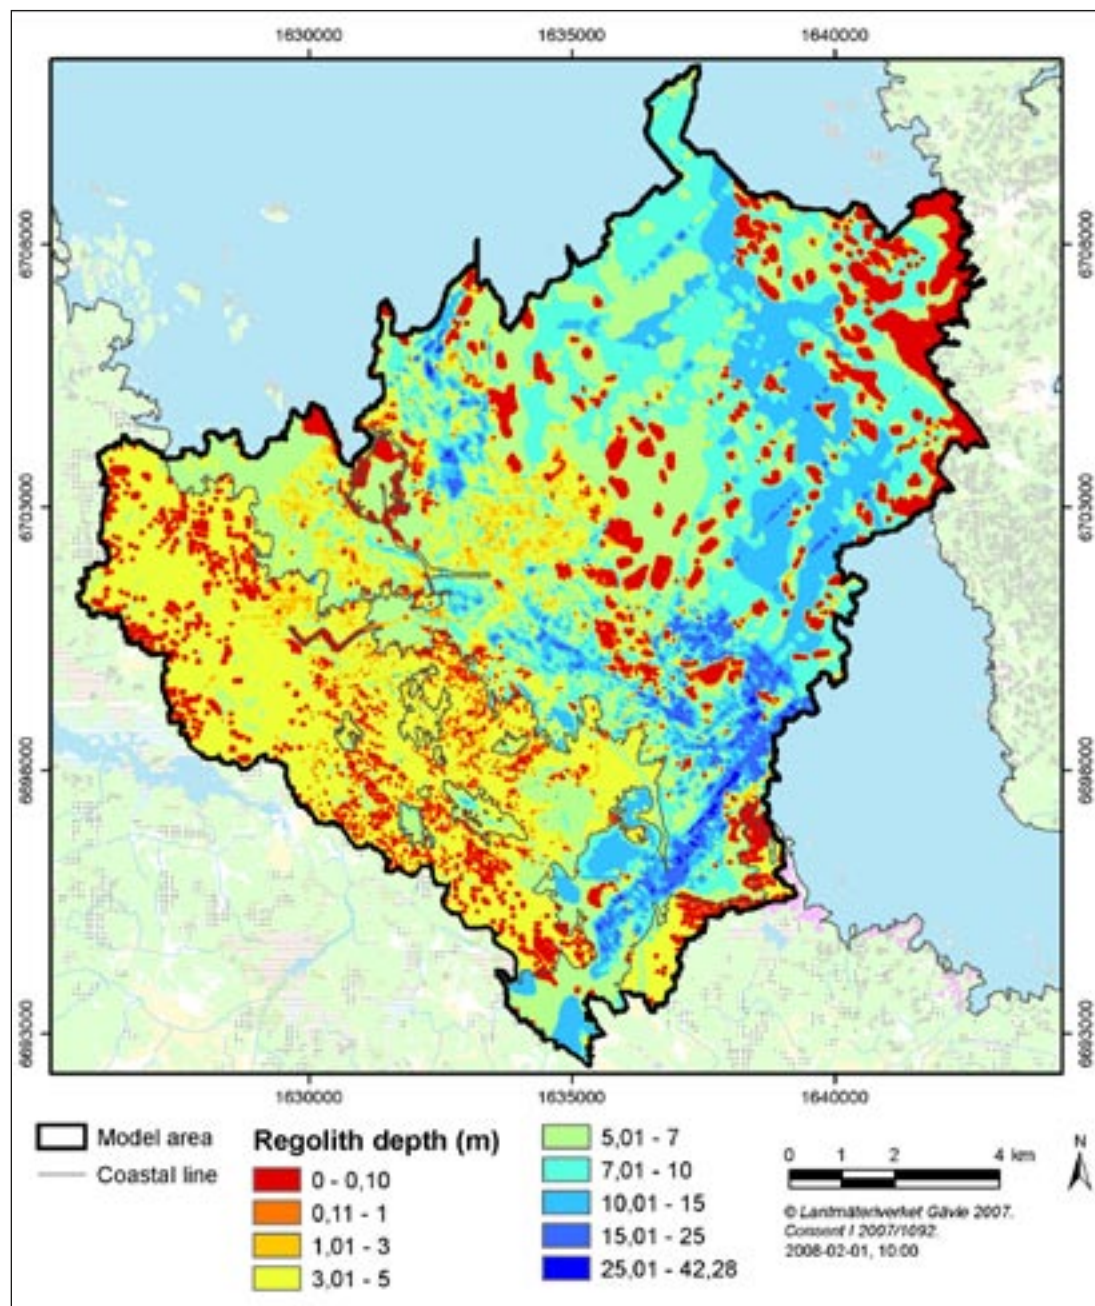 1630000 1635000 1640000
6708000 6708000
6703000 6703000
6698000 6698000
6693000 6693000
1630000 1635000 1640000
Model area
Coastal line
Regolith depth (m)
0 - 0,10
0,11 - 1
1,01 - 3
3,01 - 5
5,01 - 7
7,01 - 10
10,01 - 15
15,01 - 25
25,01 - 42,28
0 1 2 4 km
N
© Lantmäteriverket Gävle 2007.
Consent I 2007/1092.
2008-02-01, 10:00